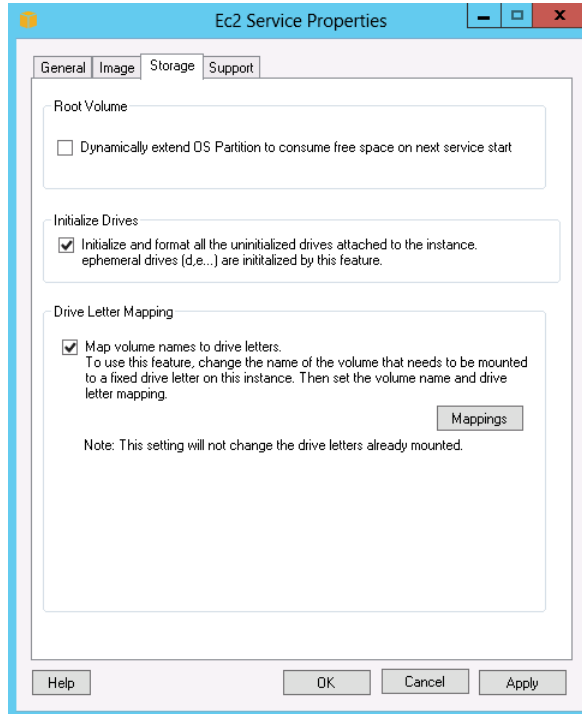 Ec2 Service Properties
General
Image
Storage
Support
Root Volume
Dynamically extend OS Partition to consume free space on next service start
Initialize Drives
Initialize and format all the uninitialized drives attached to the instance.
ephemeral drives (d,e...) are inititalized by this feature.
Drive Letter Mapping
Map volume names to drive letters.
To use this feature, change the name of the volume that needs to be mounted
to a fixed drive letter on this instance. Then set the volume name and drive
letter mapping.
Mappings
Note: This setting will not change the drive letters already mounted.
Help
OK
Cancel
Apply